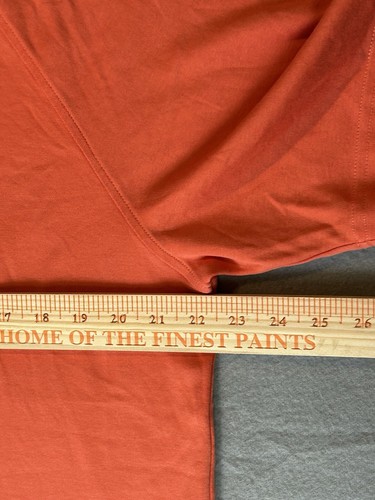 17 18 19 20 21 22 23 24 25 26
HOME OF THE FINEST PAINTS